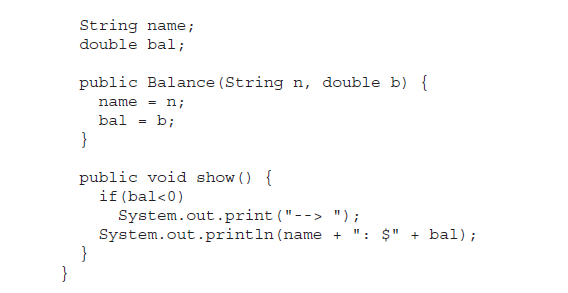 String name;
double bal;
public Balance(String n, double b) {
name = n;
bal = b;
}
public void show() {
if(bal<0)
System.out.print("--> ");
System.out.println(name + ": $" + bal);
}
}